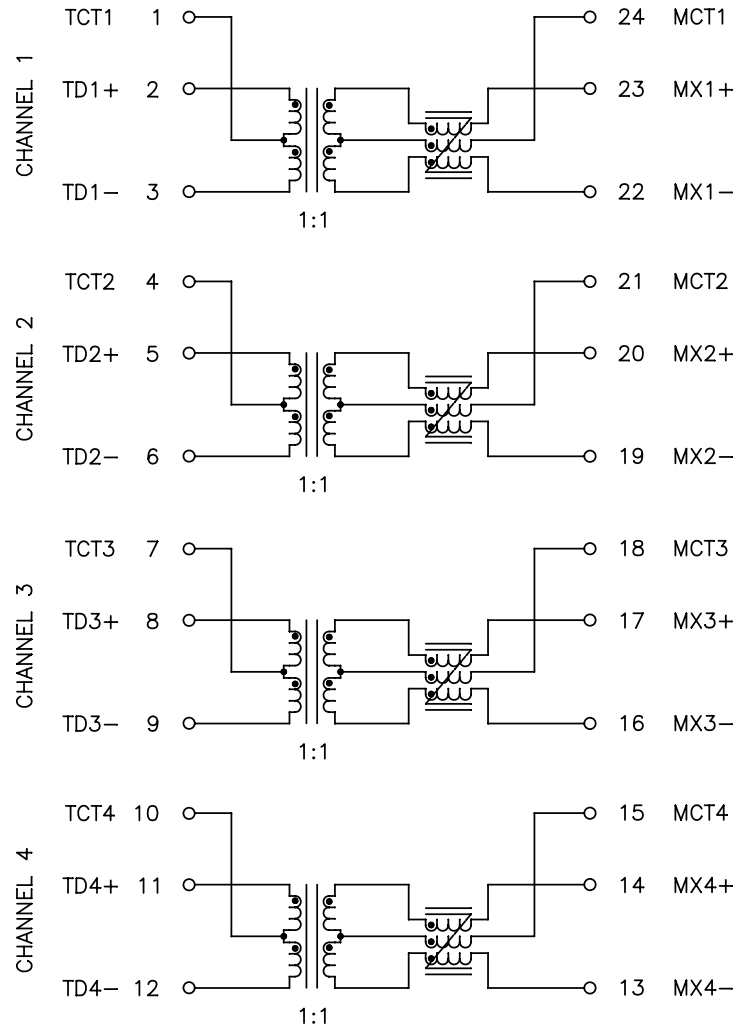 CHANNEL 1
TCT1 1 24 MCT1
TD1+ 2 23 MX1+
TD1− 3 22 MX1−
1:1
CHANNEL 2
TCT2 4 21 MCT2
TD2+ 5 20 MX2+
TD2− 6 19 MX2−
1:1
CHANNEL 3
TCT3 7 18 MCT3
TD3+ 8 17 MX3+
TD3− 9 16 MX3−
1:1
CHANNEL 4
TCT4 10 15 MCT4
TD4+ 11 14 MX4+
TD4− 12 13 MX4−
1:1